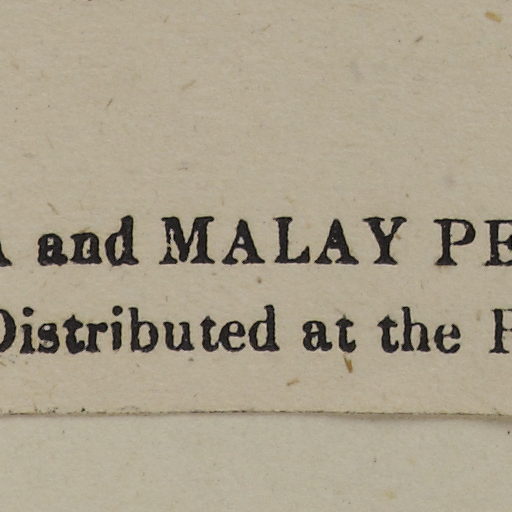 A and MALAY PE
Distributed at the